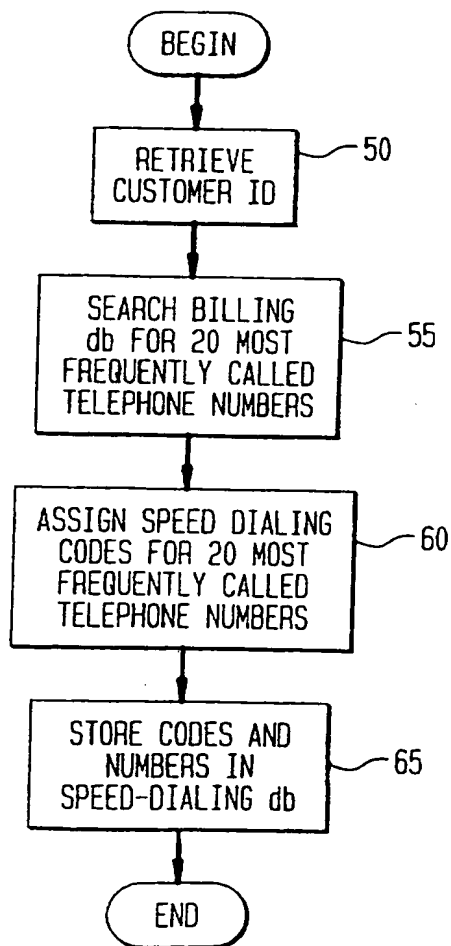 BEGIN
RETRIEVE
CUSTOMER ID
50
SEARCH BILLING
db FOR 20 MOST
FREQUENTLY CALLED
TELEPHONE NUMBERS
55
ASSIGN SPEED DIALING
CODES FOR 20 MOST
FREQUENTLY CALLED
TELEPHONE NUMBERS
60
STORE CODES AND
NUMBERS IN
SPEED-DIALING db
65
END